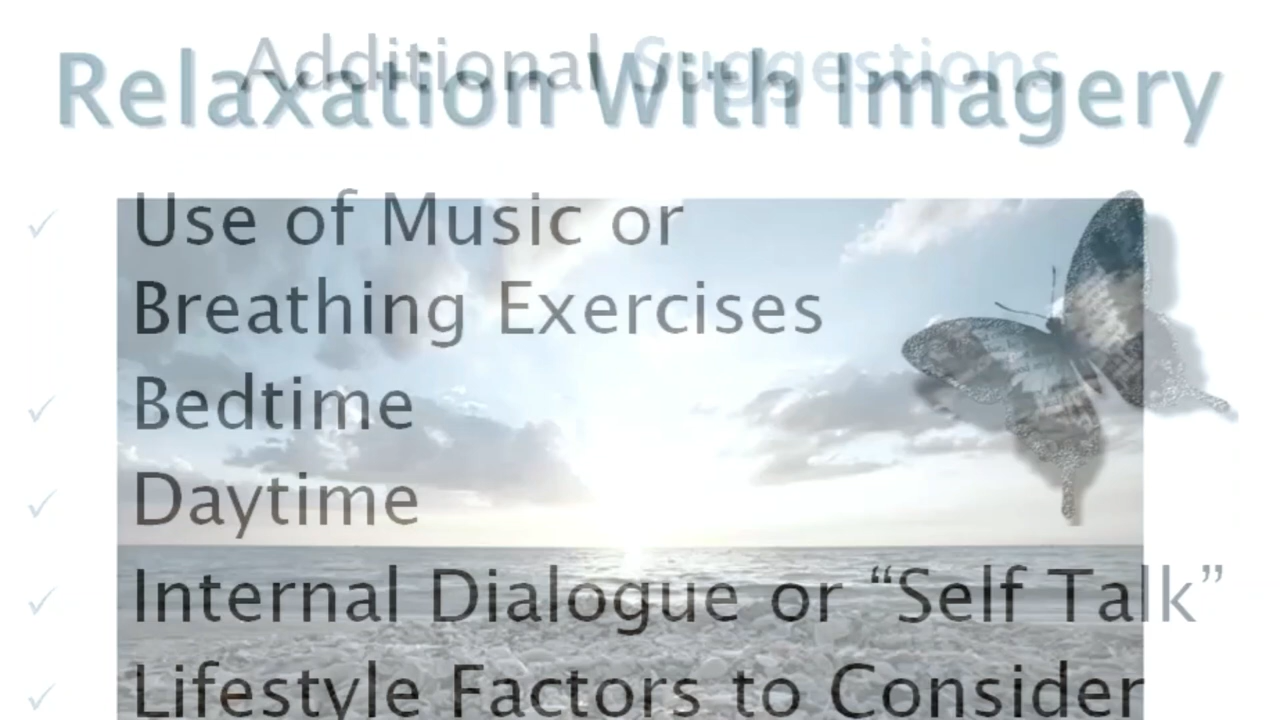 Additional Suggestions
Relaxation With Imagery
Use of Music or
Breathing Exercises
Bedtime
Daytime
Internal Dialogue or “Self Talk”
Lifestyle Factors to Consider